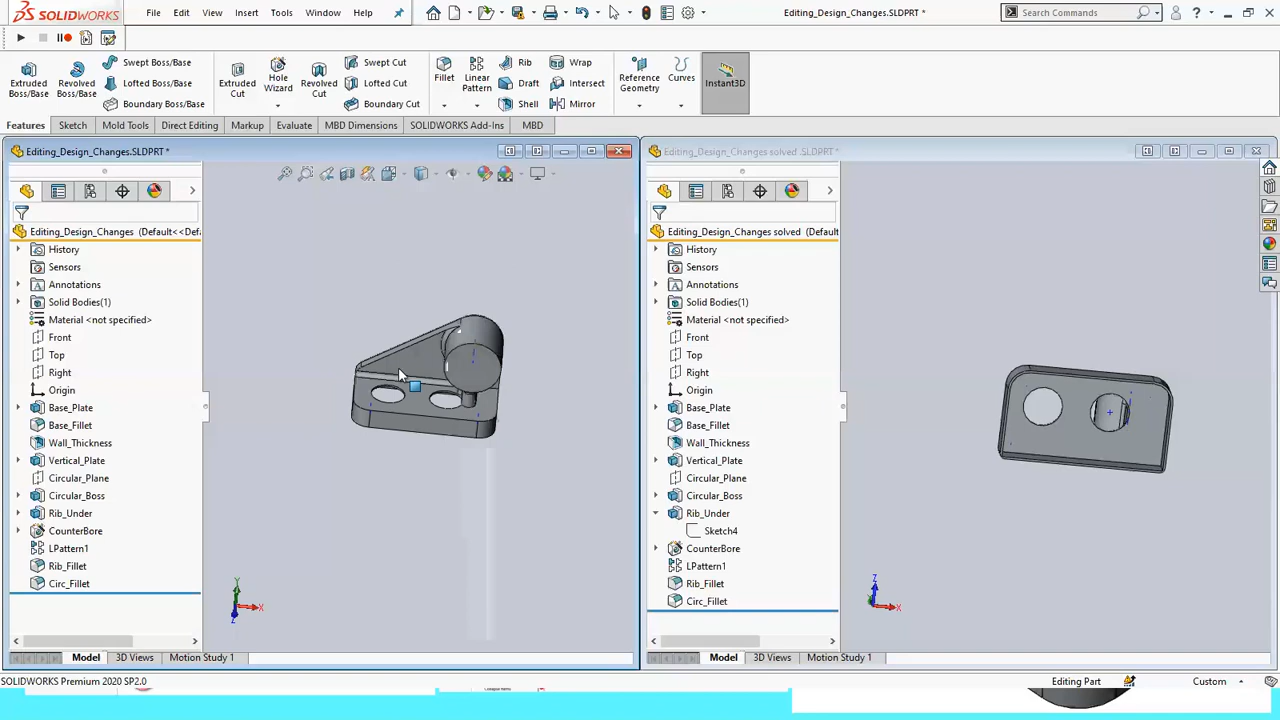 SOLIDWORKS File Edit View Insert Tools Window Help Editing_Design_Changes.SLDPRT * Search Commands ?
Extruded Boss/Base Revolved Boss/Base Swept Boss/Base Lofted Boss/Base Boundary Boss/Base Extruded Cut Hole Wizard Revolved Cut Swept Cut Lofted Cut Boundary Cut Fillet Linear Pattern Rib Draft Shell Wrap Intersect Mirror Reference Geometry Curves Instant3D
Features Sketch Mold Tools Direct Editing Markup Evaluate MBD Dimensions SOLIDWORKS Add-Ins MBD
Editing_Design_Changes.SLDPRT *
Editing_Design_Changes (Default<<Defa
History
Sensors
Annotations
Solid Bodies(1)
Material <not specified>
Front
Top
Right
Origin
Base_Plate
Base_Fillet
Wall_Thickness
Vertical_Plate
Circular_Plane
Circular_Boss
Rib_Under
CounterBore
LPattern1
Rib_Fillet
Circ_Fillet
Y
X
Z
Model 3D Views Motion Study 1
Editing_Design_Changes solved .SLDPRT *
Editing_Design_Changes solved (Default
History
Sensors
Annotations
Solid Bodies(1)
Material <not specified>
Front
Top
Right
Origin
Base_Plate
Base_Fillet
Wall_Thickness
Vertical_Plate
Circular_Plane
Circular_Boss
Rib_Under
Sketch4
CounterBore
LPattern1
Rib_Fillet
Circ_Fillet
Z
X
Model 3D Views Motion Study 1
SOLIDWORKS Premium 2020 SP2.0 Editing Part Custom